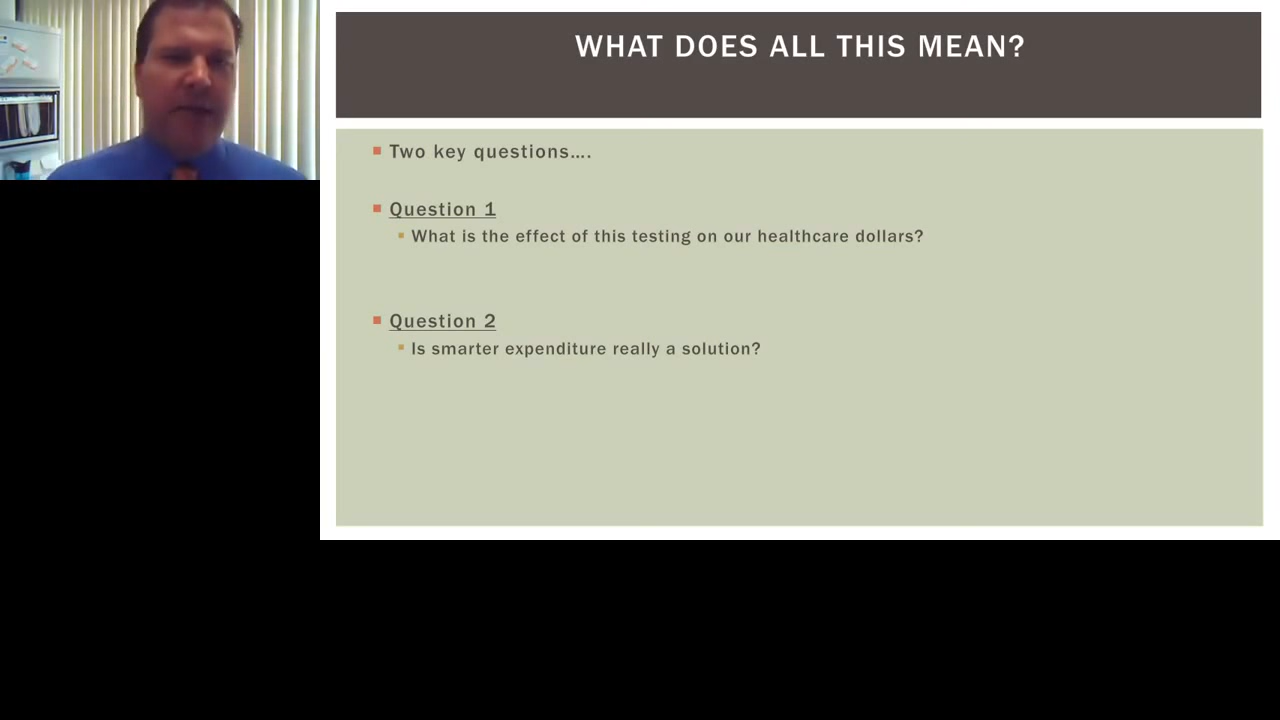 WHAT DOES ALL THIS MEAN?
Two key questions....
Question 1
What is the effect of this testing on our healthcare dollars?
Question 2
Is smarter expenditure really a solution?